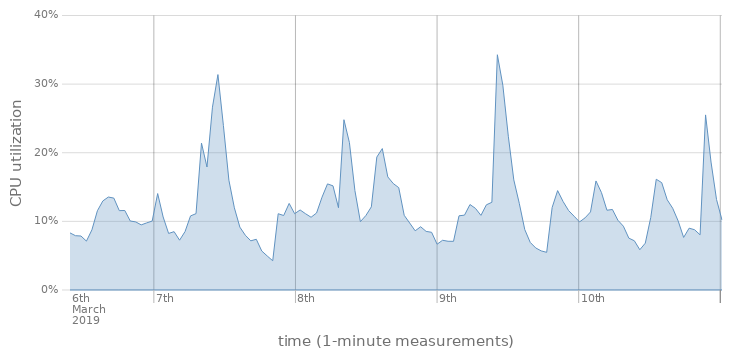 40%
30%
20%
10%
0%
CPU utilization
6th
March
2019
7th
8th
9th
10th
time (1-minute measurements)